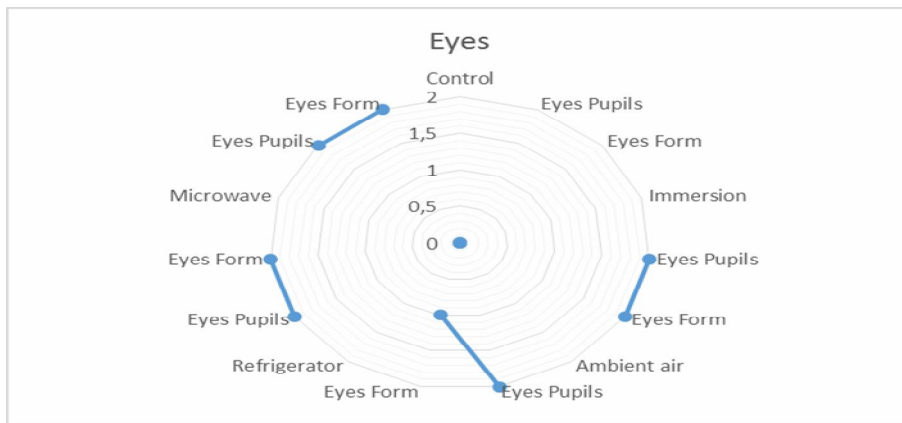 Eyes
Control
Eyes Pupils
Eyes Form
Immersion
Eyes Pupils
Eyes Form
Ambient air
Eyes Pupils
Eyes Form
Refrigerator
Eyes Pupils
Eyes Form
Microwave
Eyes Pupils
Eyes Form
2
1,5
1
0,5
0